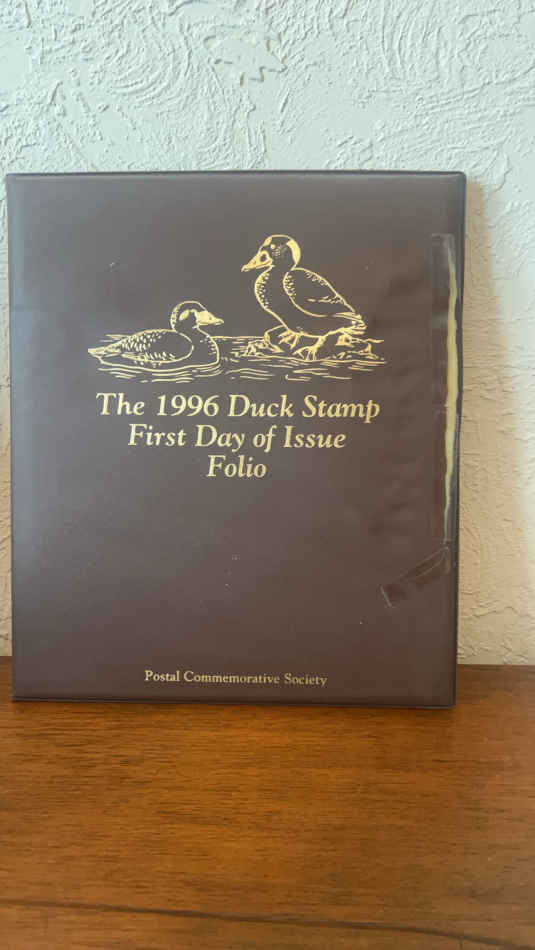 The 1996 Duck Stamp
First Day of Issue
Folio
Postal Commemorative Society